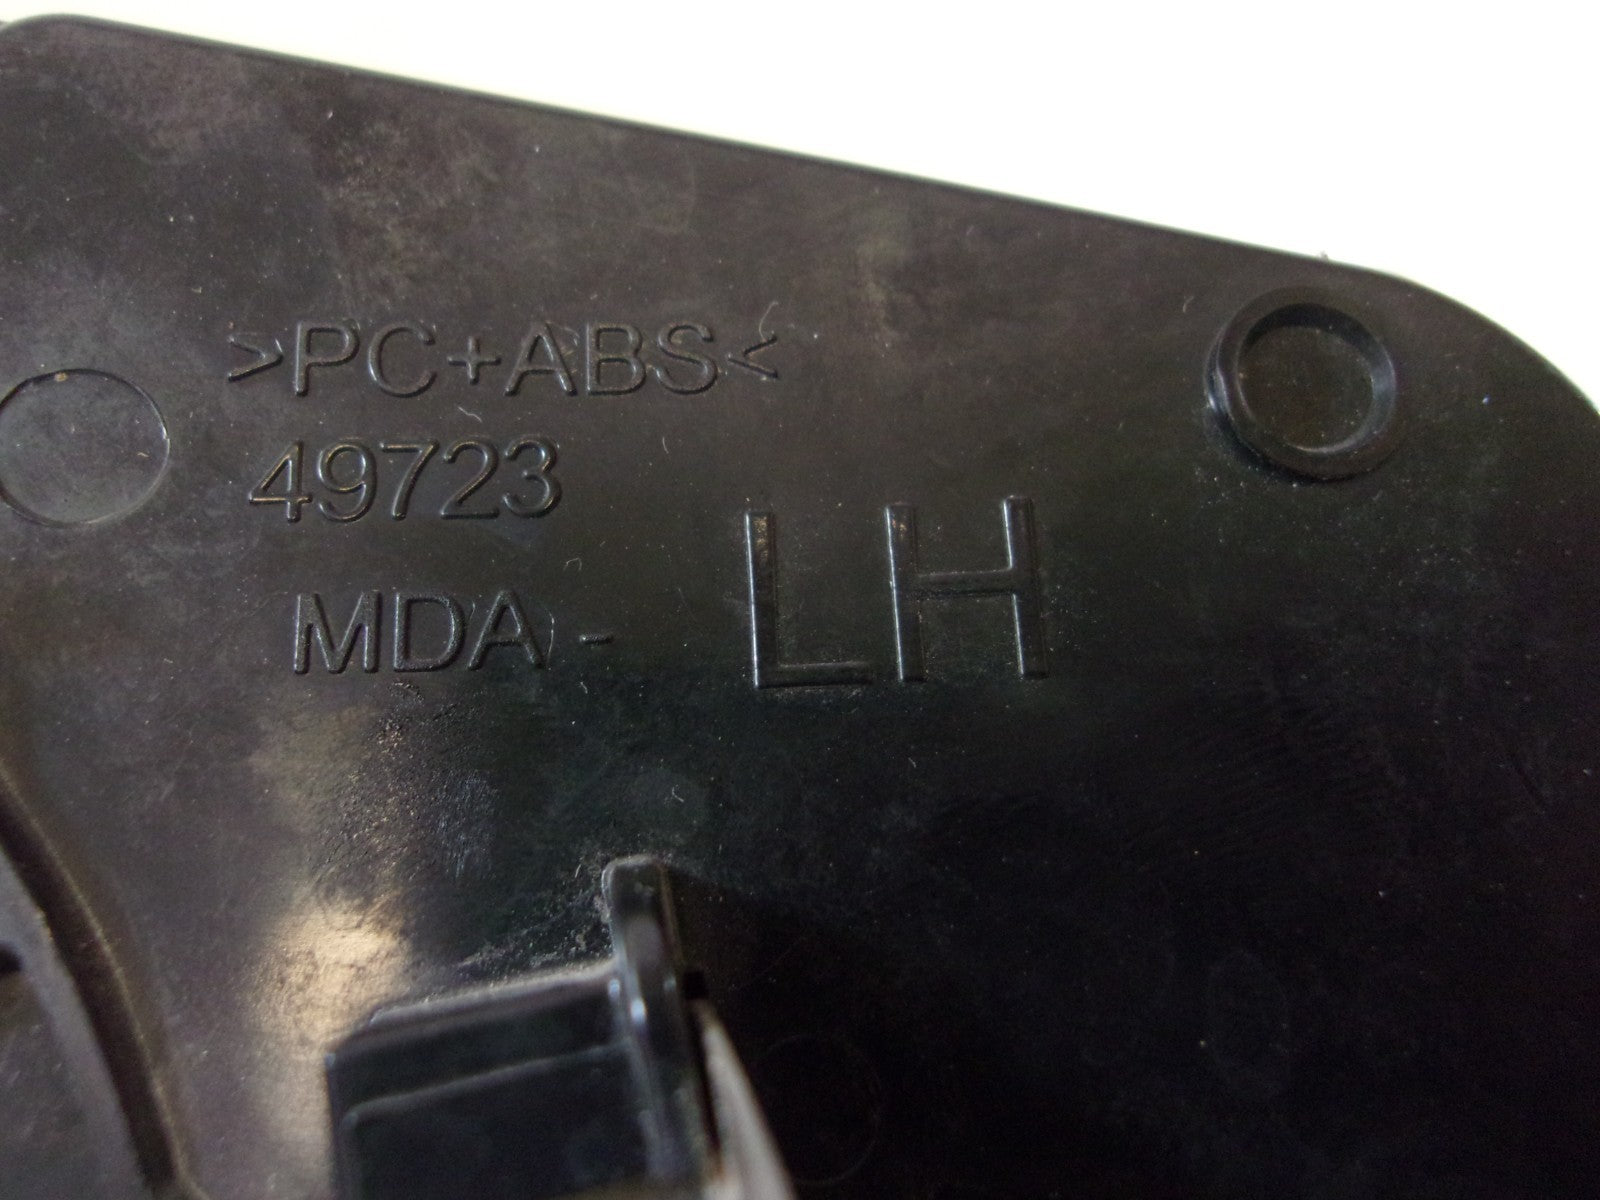 >PC+ABS<
49723
MDA - LH